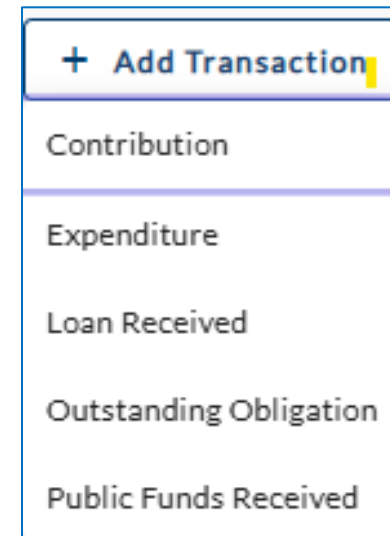 + Add Transaction
Contribution
Expenditure
Loan Received
Outstanding Obligation
Public Funds Received